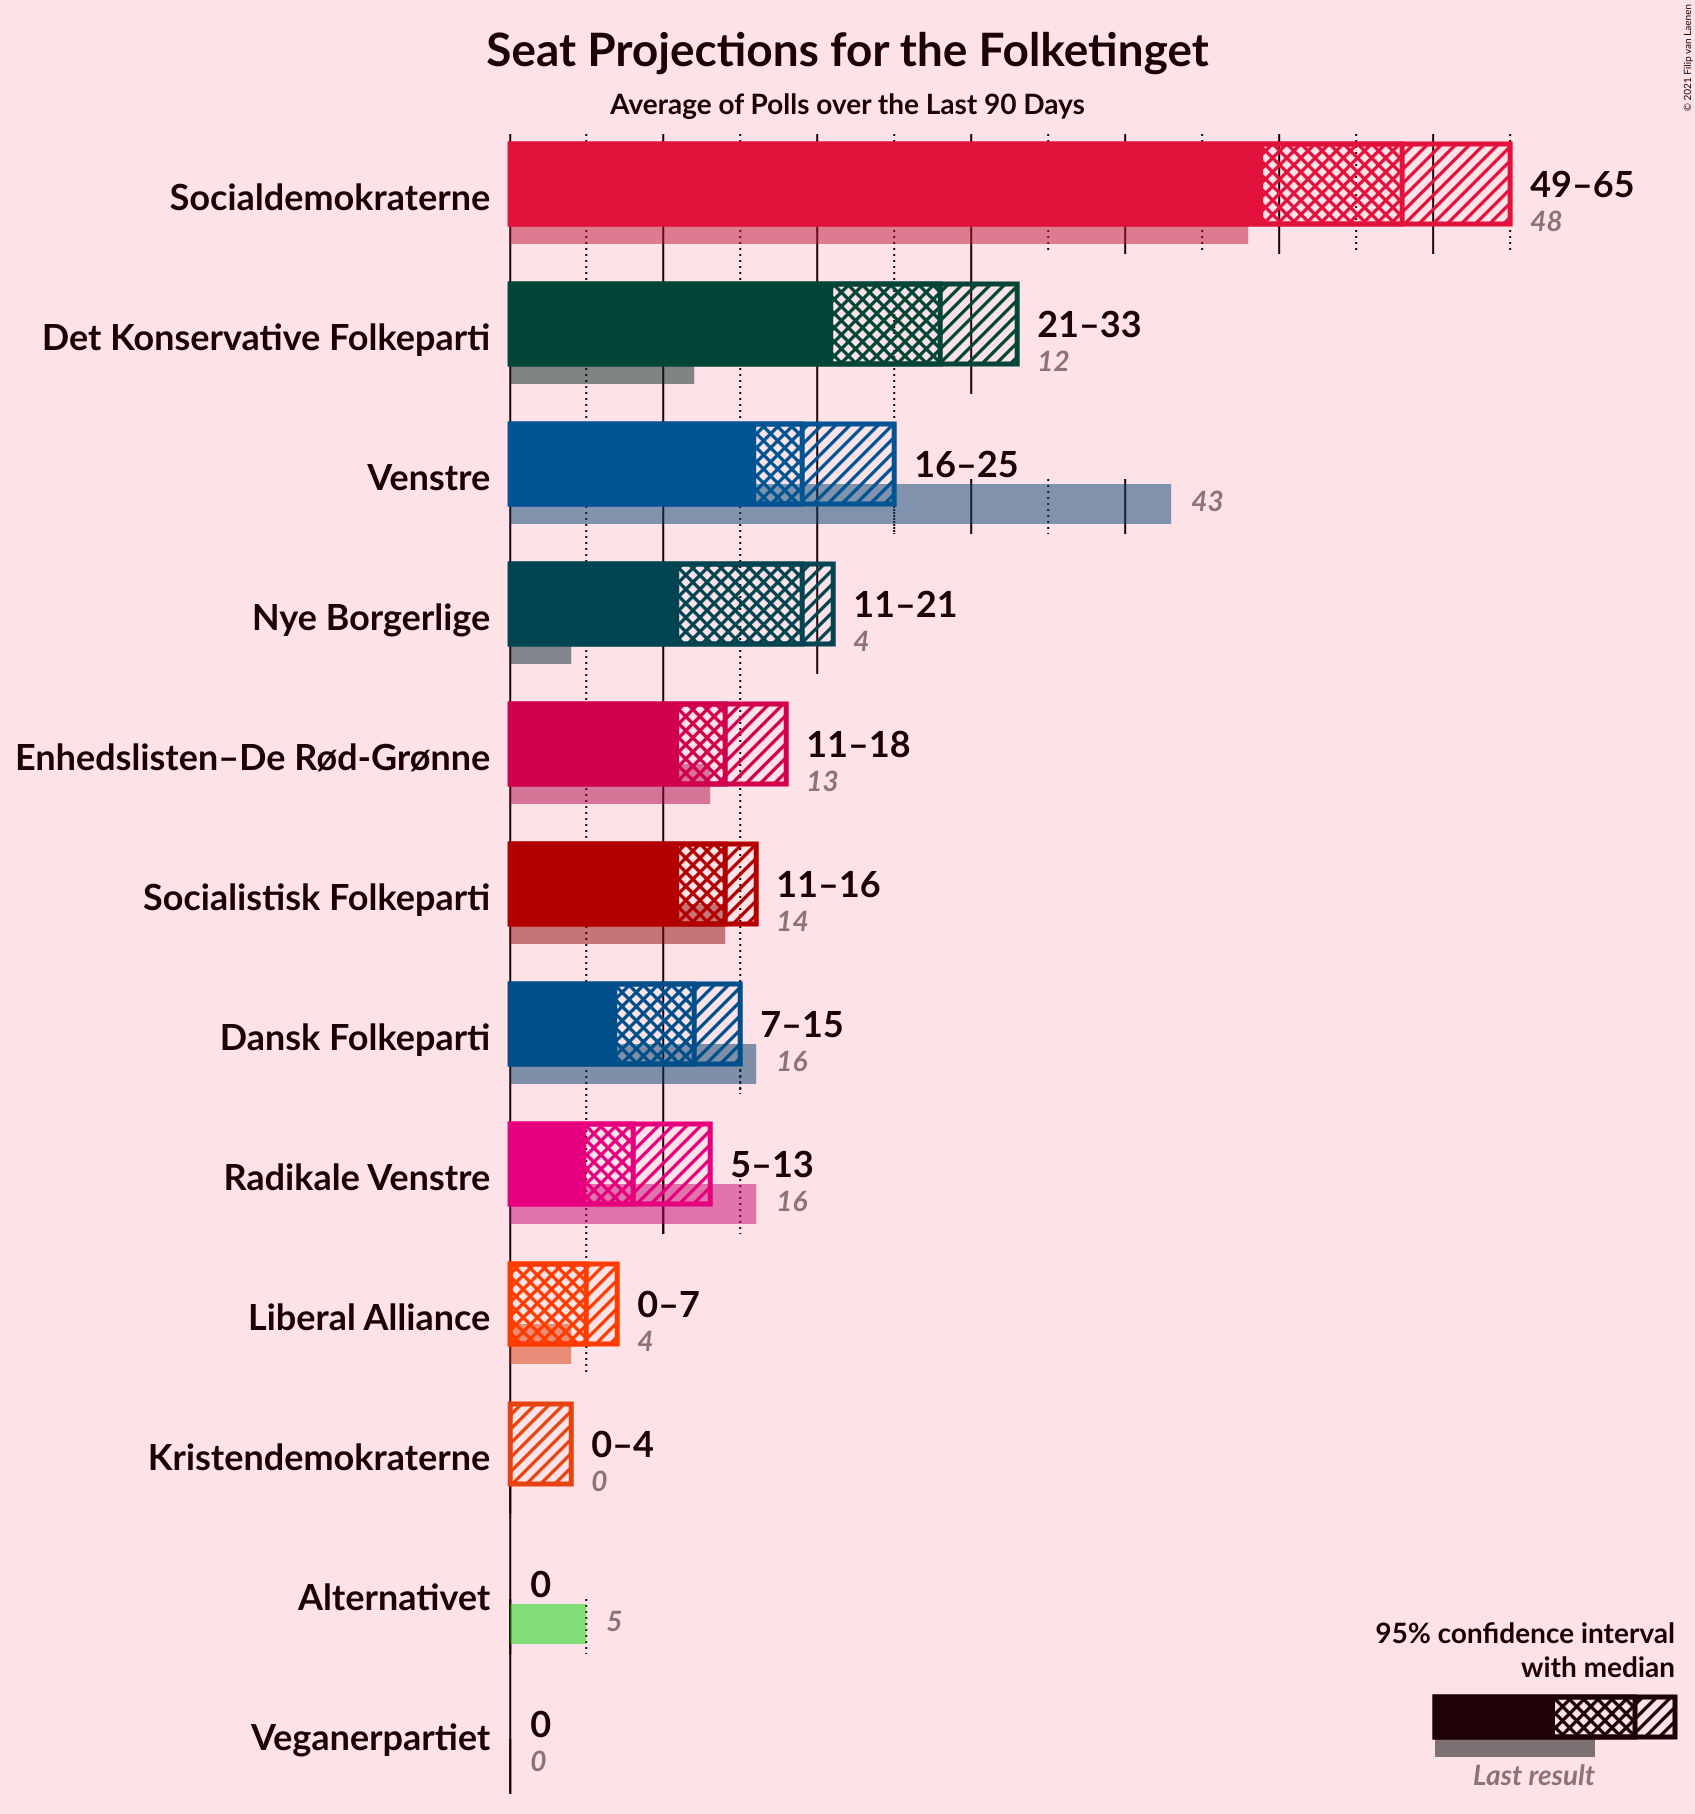 Seat Projections for the Folketinget
Average of Polls over the Last 90 Days
© 2021 Filip van Laenen
Socialdemokraterne
49–65
48
Det Konservative Folkeparti
21–33
12
Venstre
16–25
43
Nye Borgerlige
11–21
4
Enhedslisten–De Rød-Grønne
11–18
13
Socialistisk Folkeparti
11–16
14
Dansk Folkeparti
7–15
16
Radikale Venstre
5–13
16
Liberal Alliance
0–7
4
Kristendemokraterne
0–4
0
Alternativet
0
5
Veganerpartiet
0
0
95% confidence interval
with median
Last result